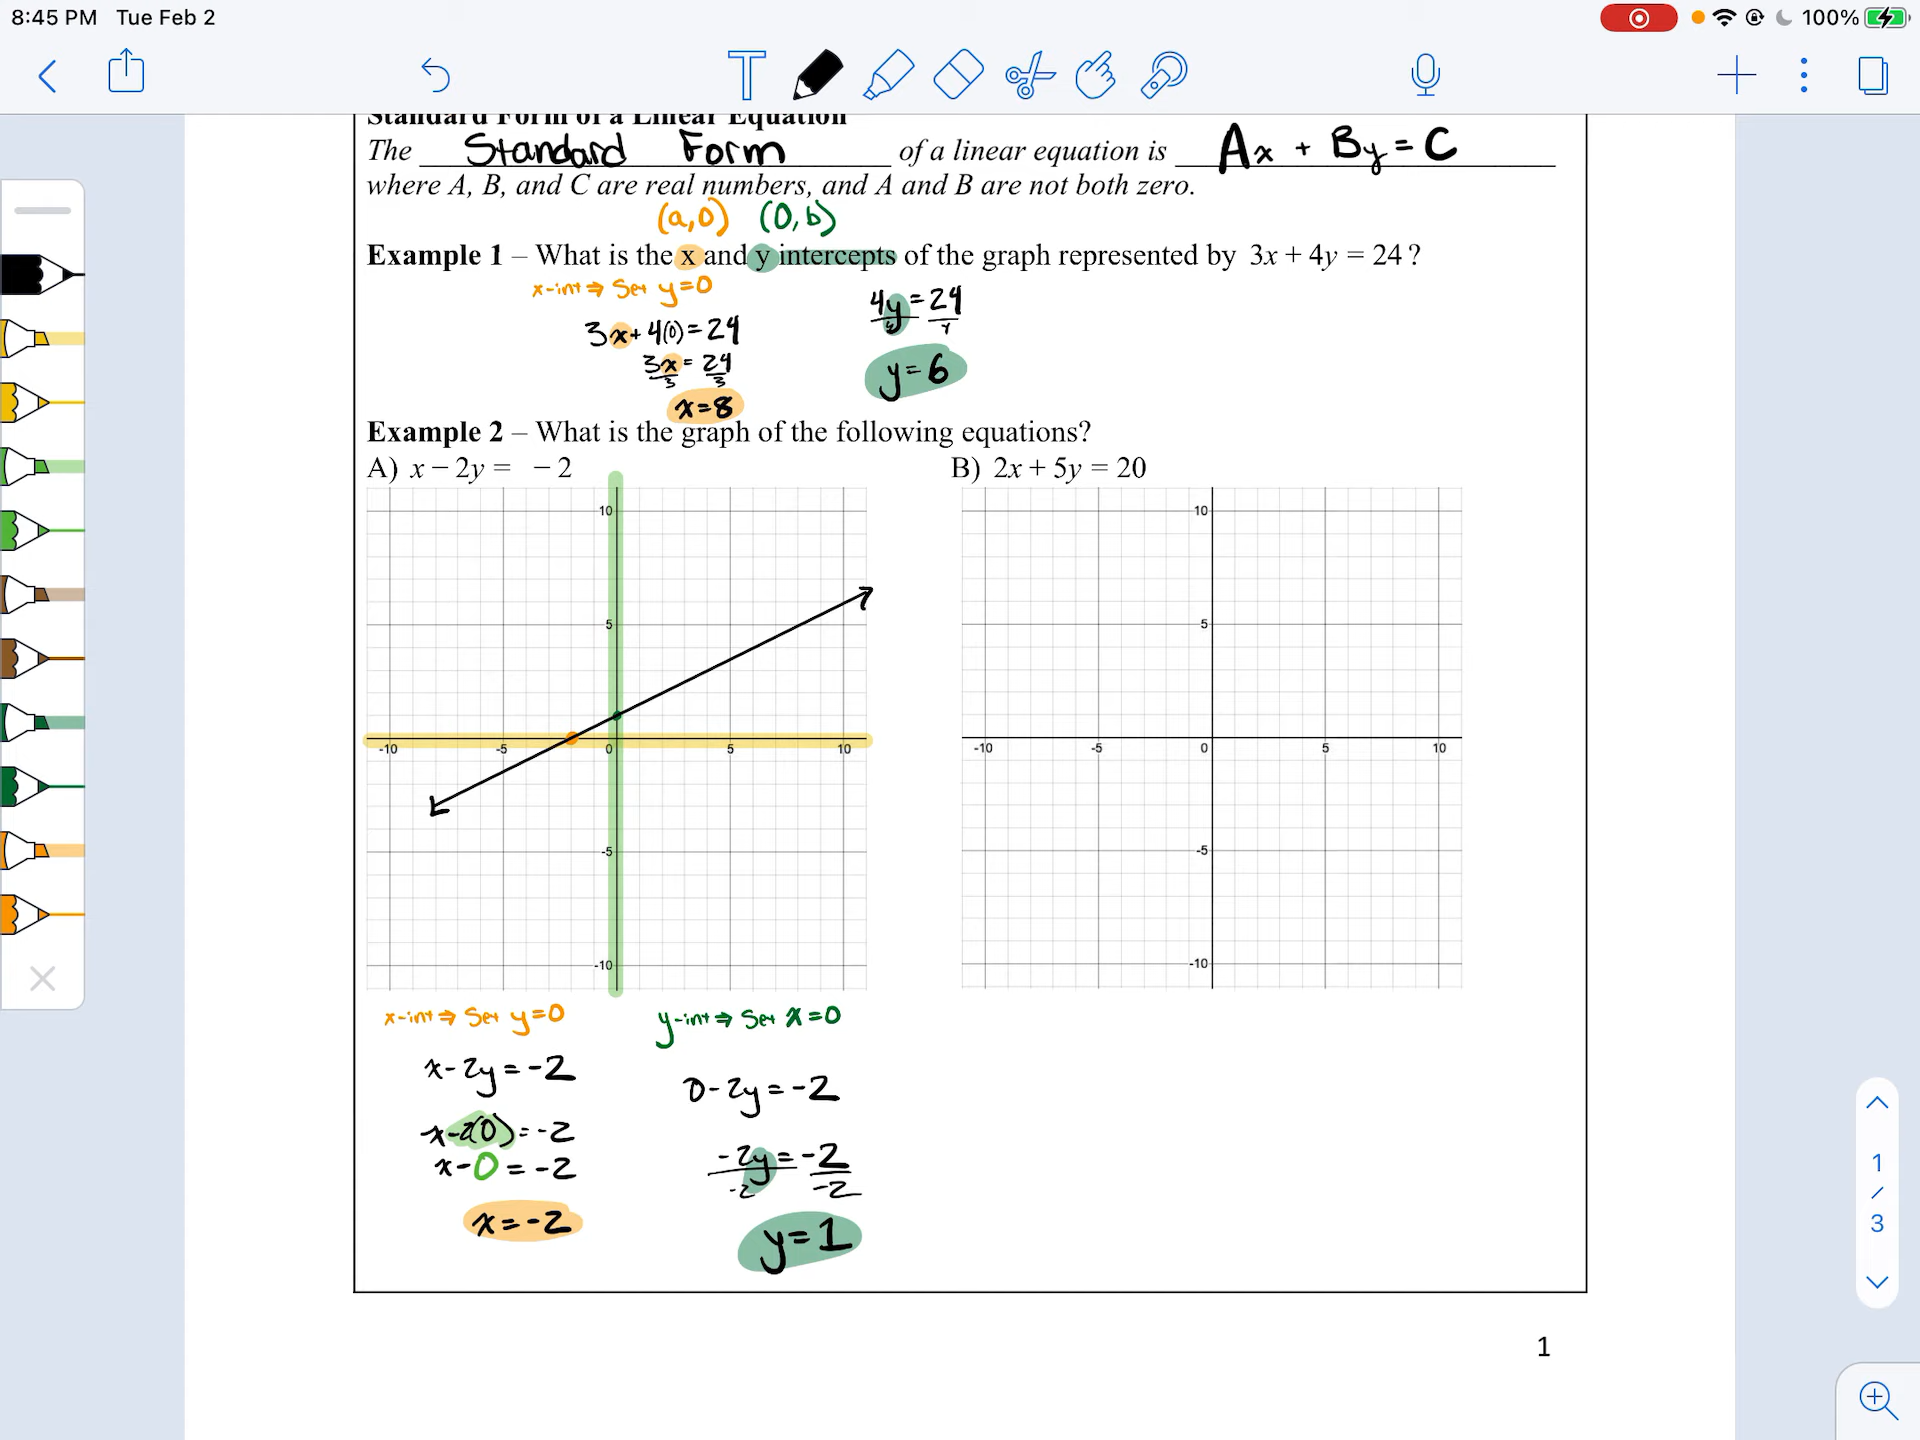 8:45 PM Tue Feb 2 100%
T
Standard Form of a Linear Equation
The Standard Form of a linear equation is Ax + By = C
where A, B, and C are real numbers, and A and B are not both zero.
(a,0) (0,b)
Example 1 – What is the x and y intercepts of the graph represented by 3x + 4y = 24?
x-int ⇒ Set y=0
3x + 4(0) = 24
3x = 24
3 3
x=8
4y = 24
4 4
y=6
Example 2 – What is the graph of the following equations?
A) x − 2y = − 2
B) 2x + 5y = 20
10
5
-10 -5 0 5 10
-5
-10
10
5
-10 -5 0 5 10
-5
-10
x-int ⇒ Set y=0
x-2y=-2
x-2(0)=-2
x-0=-2
x=-2
y-int ⇒ Set x=0
0-2y=-2
-2y=-2
-2 -2
y=1
1
/
3
1